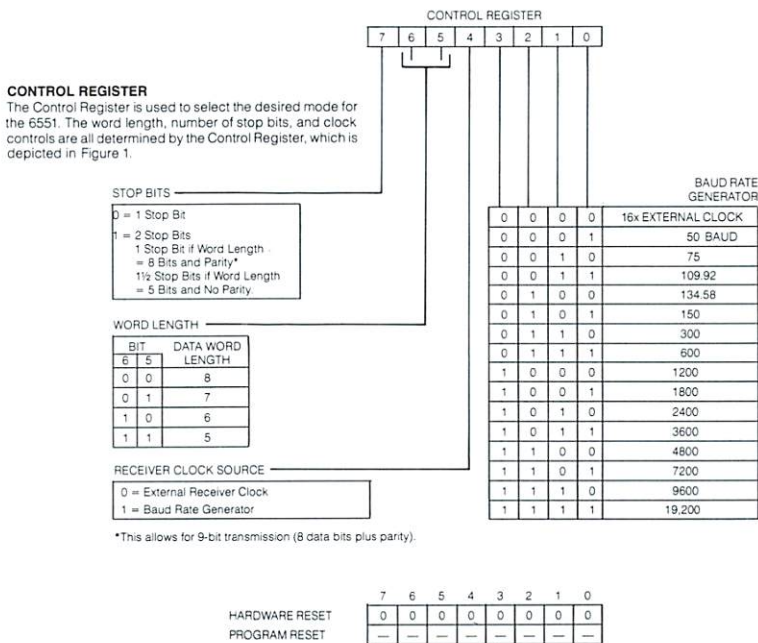 CONTROL REGISTER
7 6 5 4 3 2 1 0
CONTROL REGISTER
The Control Register is used to select the desired mode for
the 6551. The word length, number of stop bits, and clock
controls are all determined by the Control Register, which is
depicted in Figure 1.
STOP BITS
0 = 1 Stop Bit
1 = 2 Stop Bits
1 Stop Bit if Word Length
= 8 Bits and Parity*
1½ Stop Bits if Word Length
= 5 Bits and No Parity.
WORD LENGTH
BIT DATA WORD
6 5 LENGTH
0 0 8
0 1 7
1 0 6
1 1 5
RECEIVER CLOCK SOURCE
0 = External Receiver Clock
1 = Baud Rate Generator
*This allows for 9-bit transmission (8 data bits plus parity).
BAUD RATE
GENERATOR
0 0 0 0 16x EXTERNAL CLOCK
0 0 0 1 50 BAUD
0 0 1 0 75
0 0 1 1 109.92
0 1 0 0 134.58
0 1 0 1 150
0 1 1 0 300
0 1 1 1 600
1 0 0 0 1200
1 0 0 1 1800
1 0 1 0 2400
1 0 1 1 3600
1 1 0 0 4800
1 1 0 1 7200
1 1 1 0 9600
1 1 1 1 19,200
7 6 5 4 3 2 1 0
HARDWARE RESET 0 0 0 0 0 0 0 0
PROGRAM RESET — — — — — — — —